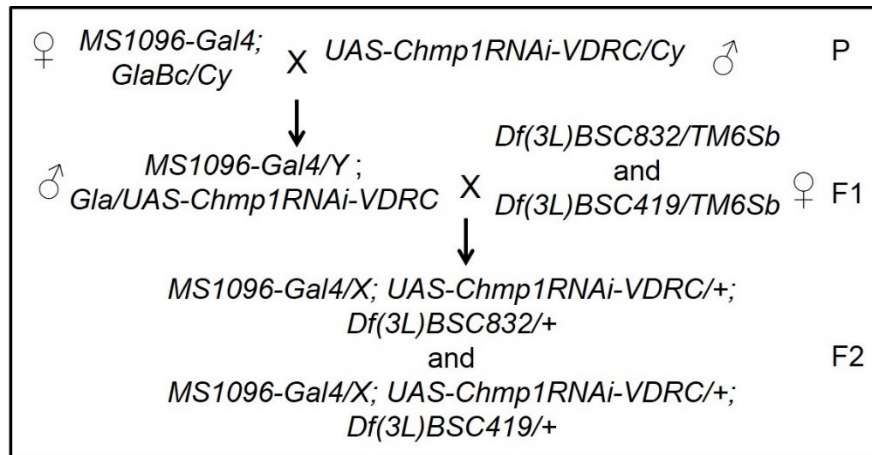 ♀ MS1096-Gal4; GlaBc/Cy X UAS-Chmp1RNAi-VDRC/Cy ♂ P
♂ MS1096-Gal4/Y ; Gla/UAS-Chmp1RNAi-VDRC X Df(3L)BSC832/TM6Sb and Df(3L)BSC419/TM6Sb ♀ F1
MS1096-Gal4/X; UAS-Chmp1RNAi-VDRC/+;
Df(3L)BSC832/+
and
F2
MS1096-Gal4/X; UAS-Chmp1RNAi-VDRC/+;
Df(3L)BSC419/+